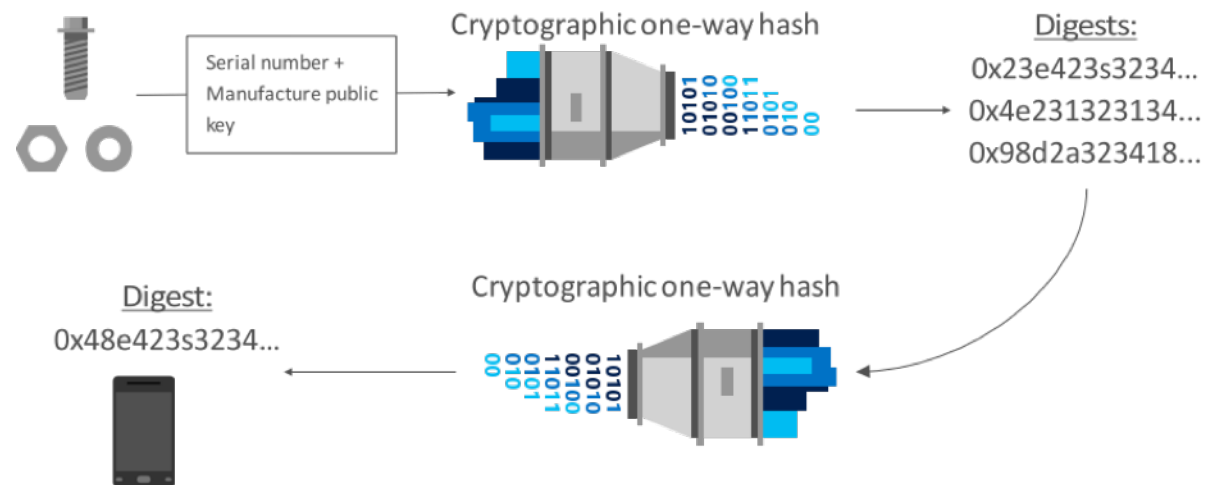 Cryptographic one-way hash
Digests:
Serial number +
Manufacture public
key
10101
01010
00100
11011
0101
010
00
0x23e423s3234...
0x4e231323134...
0x98d2a323418...
Cryptographic one-way hash
Digest:
0x48e423s3234...
00
010
0101
11011
00100
01010
10101